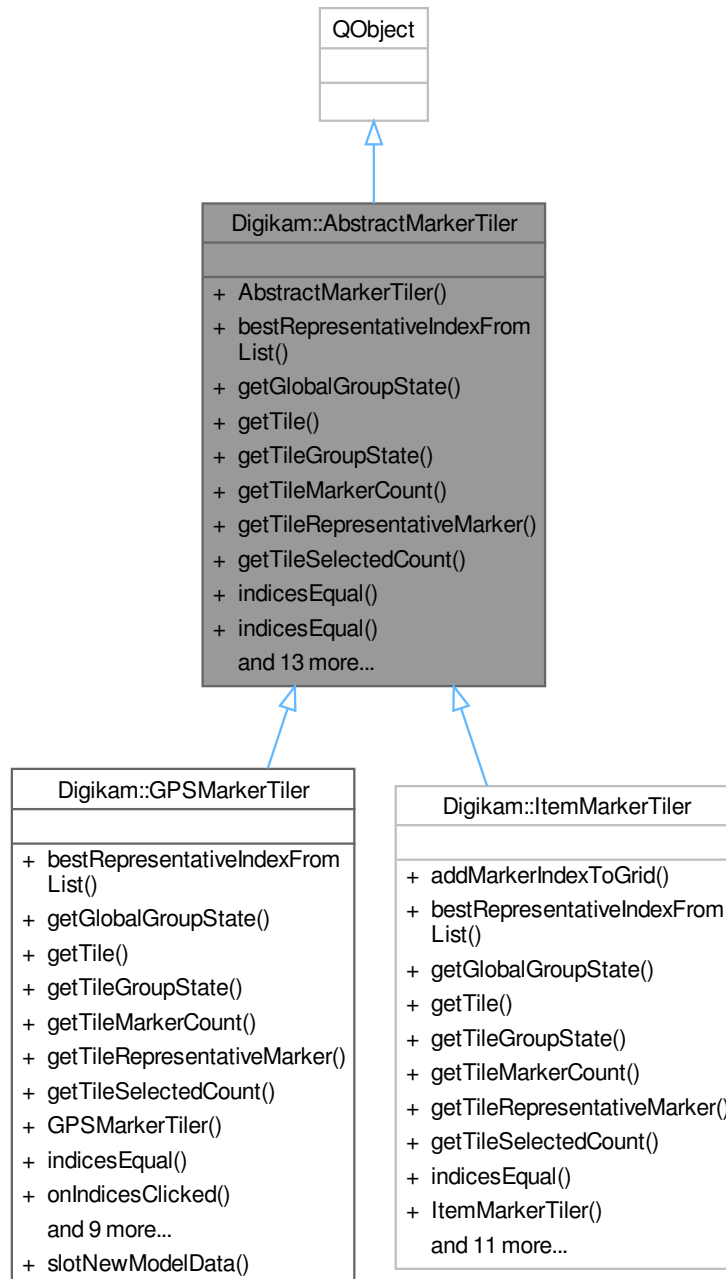 QObject
Digikam::AbstractMarkerTiler
+ AbstractMarkerTiler()
+ bestRepresentativeIndexFrom
List()
+ getGlobalGroupState()
+ getTile()
+ getTileGroupState()
+ getTileMarkerCount()
+ getTileRepresentativeMarker()
+ getTileSelectedCount()
+ indicesEqual()
+ indicesEqual()
and 13 more...
Digikam::GPSMarkerTiler
+ bestRepresentativeIndexFrom
List()
+ getGlobalGroupState()
+ getTile()
+ getTileGroupState()
+ getTileMarkerCount()
+ getTileRepresentativeMarker()
+ getTileSelectedCount()
+ GPSMarkerTiler()
+ indicesEqual()
+ onIndicesClicked()
and 9 more...
+ slotNewModelData()
Digikam::ItemMarkerTiler
+ addMarkerIndexToGrid()
+ bestRepresentativeIndexFrom
List()
+ getGlobalGroupState()
+ getTile()
+ getTileGroupState()
+ getTileMarkerCount()
+ getTileRepresentativeMarker()
+ getTileSelectedCount()
+ indicesEqual()
+ ItemMarkerTiler()
and 11 more...